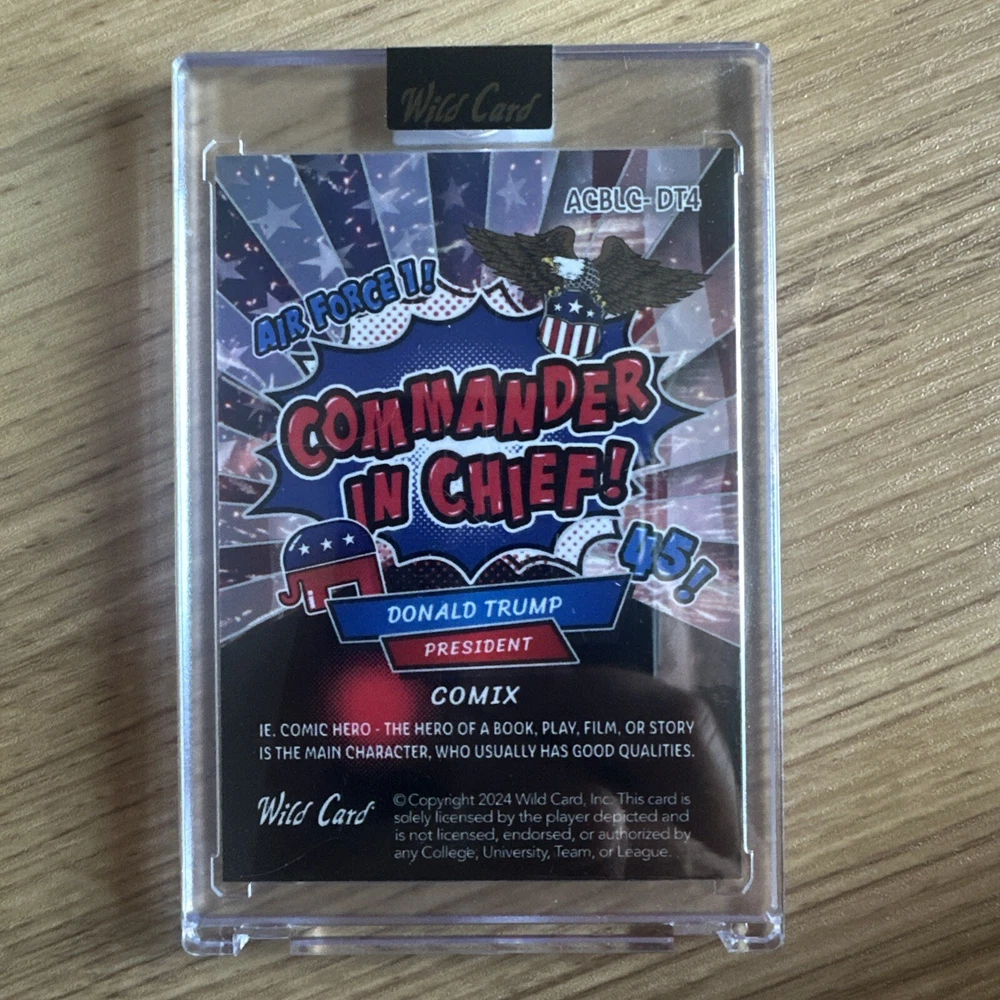 Wild Card
ACBLC- DT4
AIR FORCE 1!
COMMANDER
IN CHIEF!
45!
DONALD TRUMP
PRESIDENT
COMIX
IE. COMIC HERO - THE HERO OF A BOOK, PLAY, FILM, OR STORY
IS THE MAIN CHARACTER, WHO USUALLY HAS GOOD QUALITIES.
Wild Card
© Copyright 2024 Wild Card, Inc. This card is
solely licensed by the player depicted and
is not licensed, endorsed, or authorized by
any College, University, Team, or League.